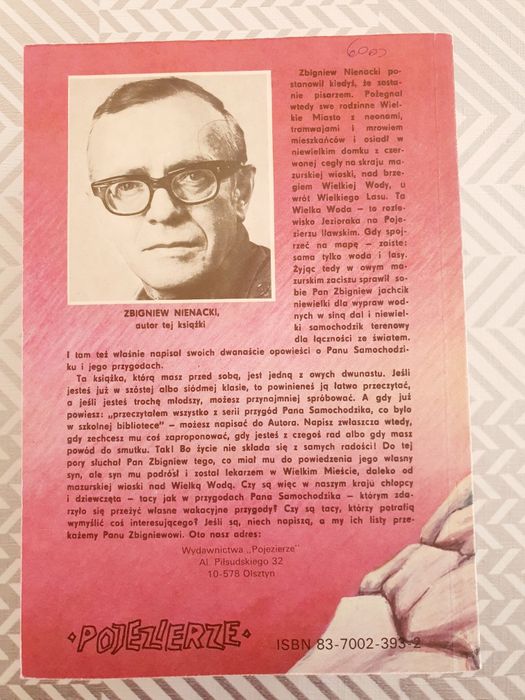 6000
Zbigniew Nienacki po-
stanowił kiedyś, że zosta-
nie pisarzem. Pożegnał
wtedy swe rodzinne Wiel-
kie Miasto z neonami,
tramwajami i mrowiem
mieszkańców i osiadł w
niewielkim domku z czer-
wonej cegły na skraju ma-
zurskiej wioski, nad brze-
giem Wielkiej Wody, u
wrót Wielkiego Lasu. Ta
Wielka Woda – to rozle-
wisko Jezioraka na Poje-
zierzu Iławskim. Gdy spoj-
rzeć na mapę – zaiste:
sama tylko woda i lasy.
Żyjąc tedy w owym ma-
zurskim zaciszu sprawił so-
bie Pan Zbigniew jachcik
niewielki dla wypraw wod-
nych w siną dal i niewiel-
ki samochodzik terenowy
dla łączności ze światem.
ZBIGNIEW NIENACKI,
autor tej książki
I tam też właśnie napisał swoich dwanaście opowieści o Panu Samochodzi-
ku i jego przygodach.
Ta książka, którą masz przed sobą, jest jedną z owych dwunastu. Jeśli
jesteś już w szóstej albo siódmej klasie, to powinieneś ją łatwo przeczytać,
a jeśli jesteś trochę młodszy, możesz przynajmniej spróbować. A gdy już
powiesz: „przeczytałem wszystko z serii przygód Pana Samochodzika, co było
w szkolnej bibliotece” – możesz napisać do Autora. Napisz zwłaszcza wtedy,
gdy zechcesz mu coś zaproponować, gdy jesteś z czegoś rad albo gdy masz
powód do smutku. Tak! Bo życie nie składa się z samych radości! Do tej
pory słuchał Pan Zbigniew tego, co miał mu do powiedzenia jego własny
syn, ale syn mu podrósł i został lekarzem w Wielkim Mieście, daleko od
mazurskiej wioski nad Wielką Wodą. Czy są więc w naszym kraju chłopcy
i dziewczęta – tacy jak w przygodach Pana Samochodzika – którym zda-
rzyło się przeżyć własne wakacyjne przygody? Czy są tacy, którzy potrafią
wymyślić coś interesującego? Jeśli są, niech napiszą, a my ich listy prze-
każemy Panu Zbigniewowi. Oto nasz adres:
Wydawnictwa „Pojezierze”
Al. Piłsudskiego 32
10-578 Olsztyn
POJEZIERZE
ISBN 83-7002-393-2